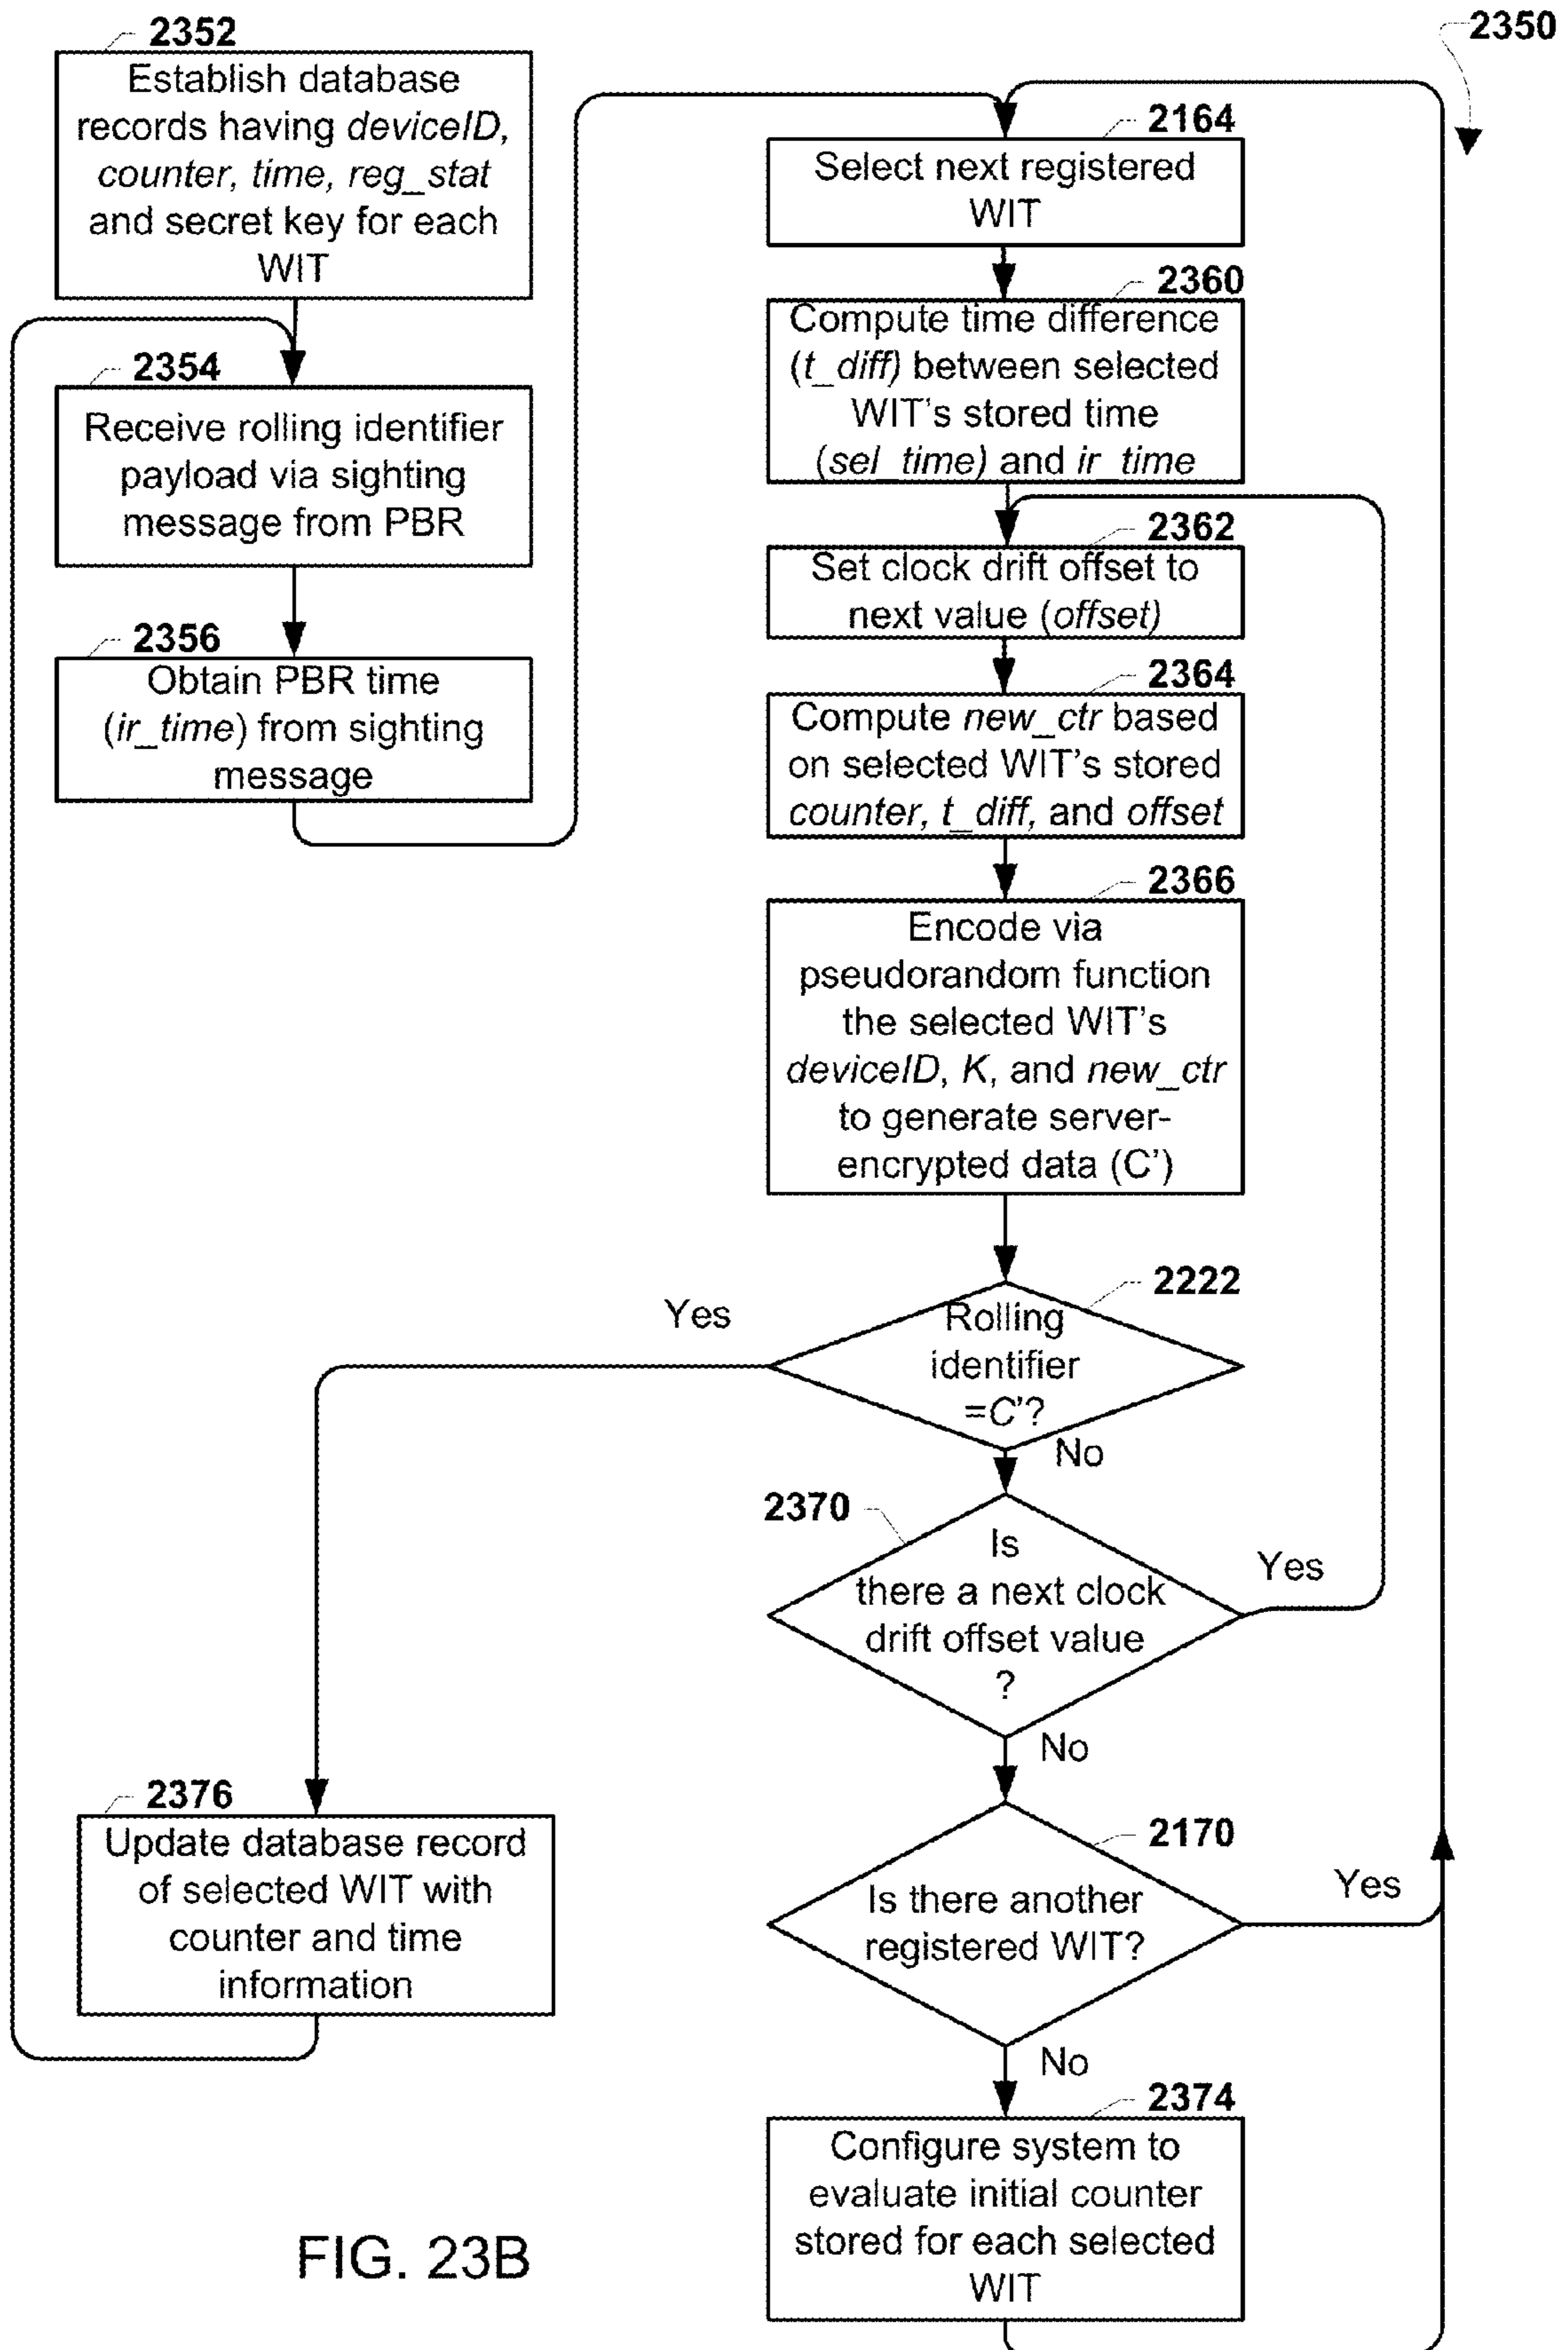 2352
Establish database
records having deviceID,
counter, time, reg_stat
and secret key for each
WIT
2354
Receive rolling identifier
payload via sighting
message from PBR
2356
Obtain PBR time
(ir_time) from sighting
message
2350
2164
Select next registered
WIT
2360
Compute time difference
(t_diff) between selected
WIT's stored time
(sel_time) and ir_time
2362
Set clock drift offset to
next value (offset)
2364
Compute new_ctr based
on selected WIT's stored
counter, t_diff, and offset
2366
Encode via
pseudorandom function
the selected WIT's
deviceID, K, and new_ctr
to generate server-
encrypted data (C')
2222
Rolling
identifier
=C'?
Yes
No
2370
Is
there a next clock
drift offset value
?
Yes
No
2170
Is there another
registered WIT?
Yes
No
2376
Update database record
of selected WIT with
counter and time
information
2374
Configure system to
evaluate initial counter
stored for each selected
WIT
FIG. 23B